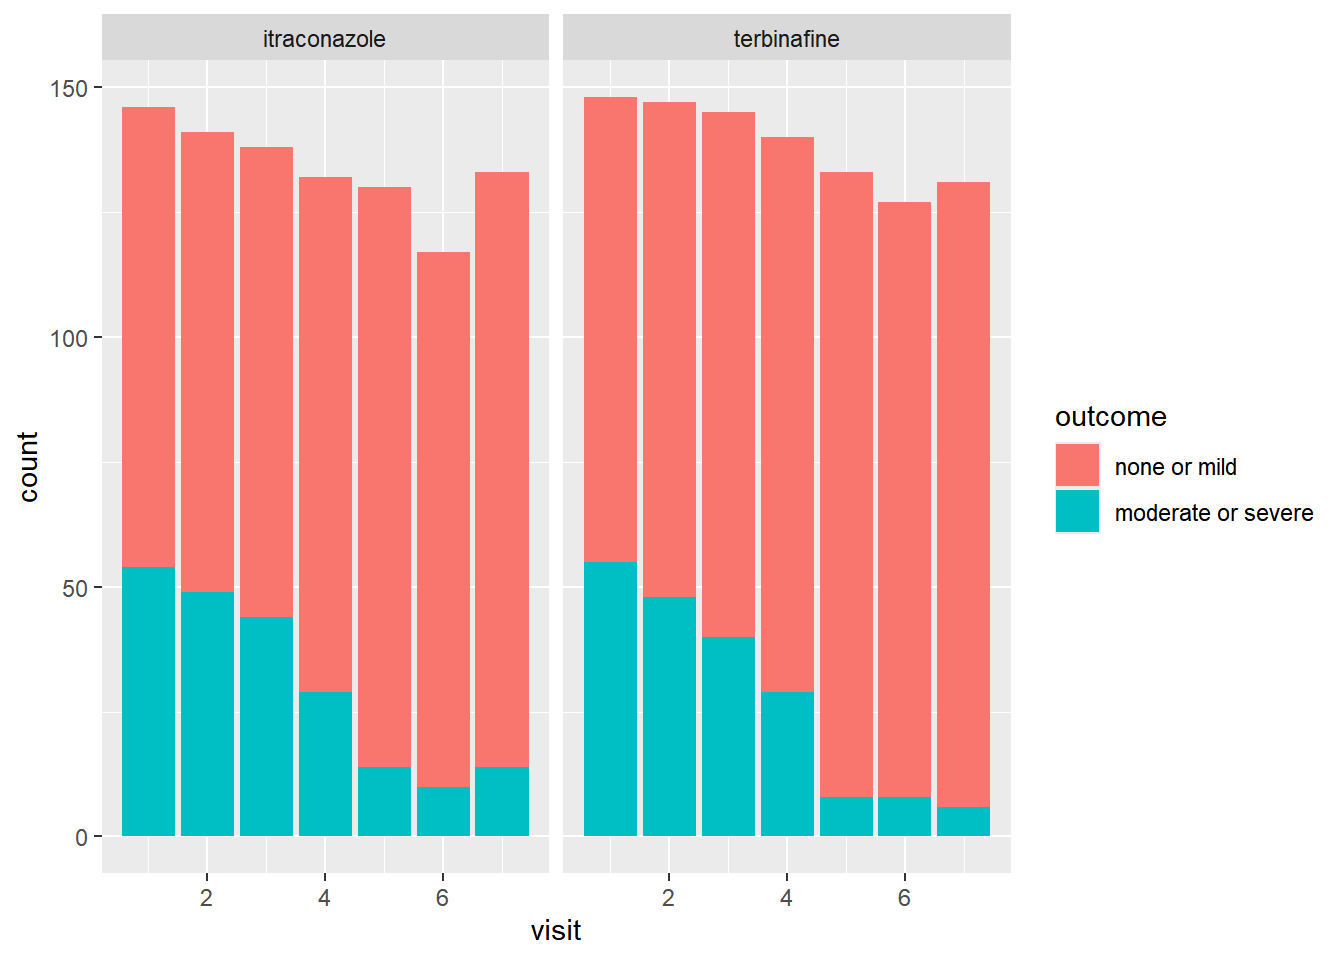 itraconazole
terbinafine
150
100
50
0
count
2
4
6
2
4
6
visit
outcome
none or mild
moderate or severe